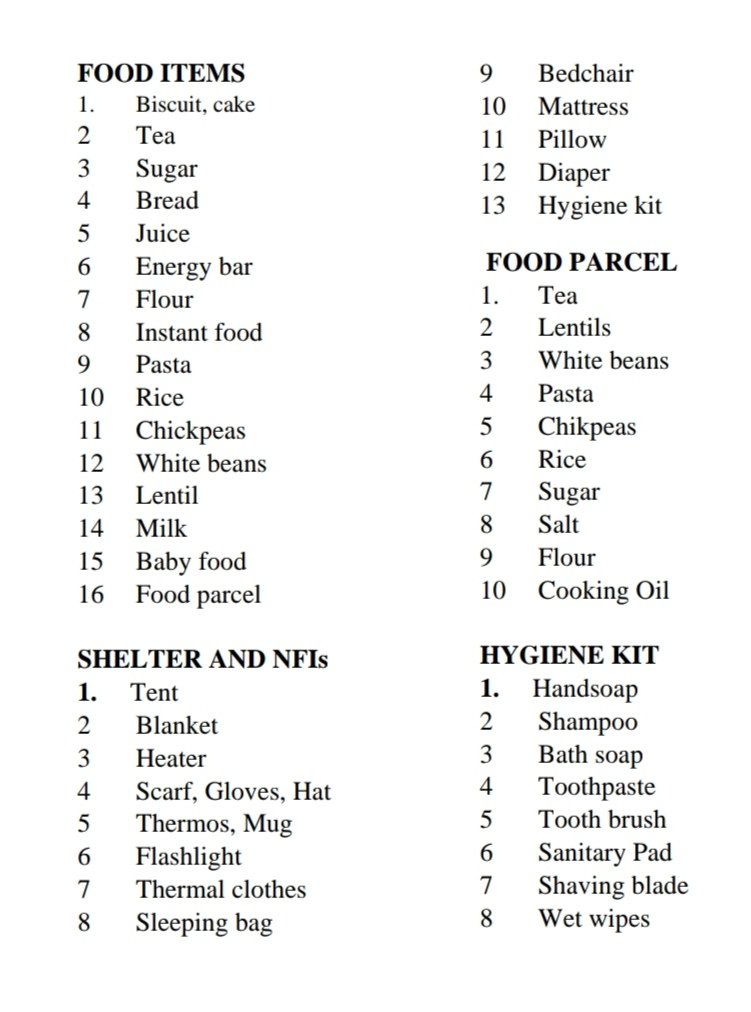 FOOD ITEMS
1. Biscuit, cake
2 Tea
3 Sugar
4 Bread
5 Juice
6 Energy bar
7 Flour
8 Instant food
9 Pasta
10 Rice
11 Chickpeas
12 White beans
13 Lentil
14 Milk
15 Baby food
16 Food parcel
SHELTER AND NFIs
1. Tent
2 Blanket
3 Heater
4 Scarf, Gloves, Hat
5 Thermos, Mug
6 Flashlight
7 Thermal clothes
8 Sleeping bag
9 Bedchair
10 Mattress
11 Pillow
12 Diaper
13 Hygiene kit
FOOD PARCEL
1. Tea
2 Lentils
3 White beans
4 Pasta
5 Chikpeas
6 Rice
7 Sugar
8 Salt
9 Flour
10 Cooking Oil
HYGIENE KIT
1. Handsoap
2 Shampoo
3 Bath soap
4 Toothpaste
5 Tooth brush
6 Sanitary Pad
7 Shaving blade
8 Wet wipes